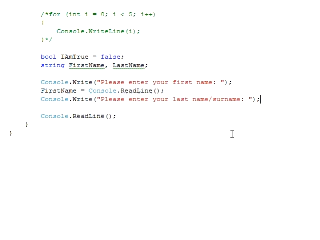 /*for (int i = 0; i < 5; i++)
{
Console.WriteLine(i);
}*/
bool IAmTrue = false;
string FirstName, LastName;
Console.Write("Please enter your first name: ");
FirstName = Console.ReadLine();
Console.Write("Please enter your last name/surname: ");
Console.ReadLine();
}
}